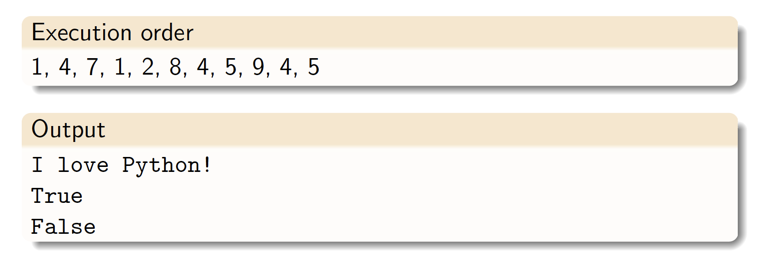 Execution order
1, 4, 7, 1, 2, 8, 4, 5, 9, 4, 5
Output
I love Python!
True
False